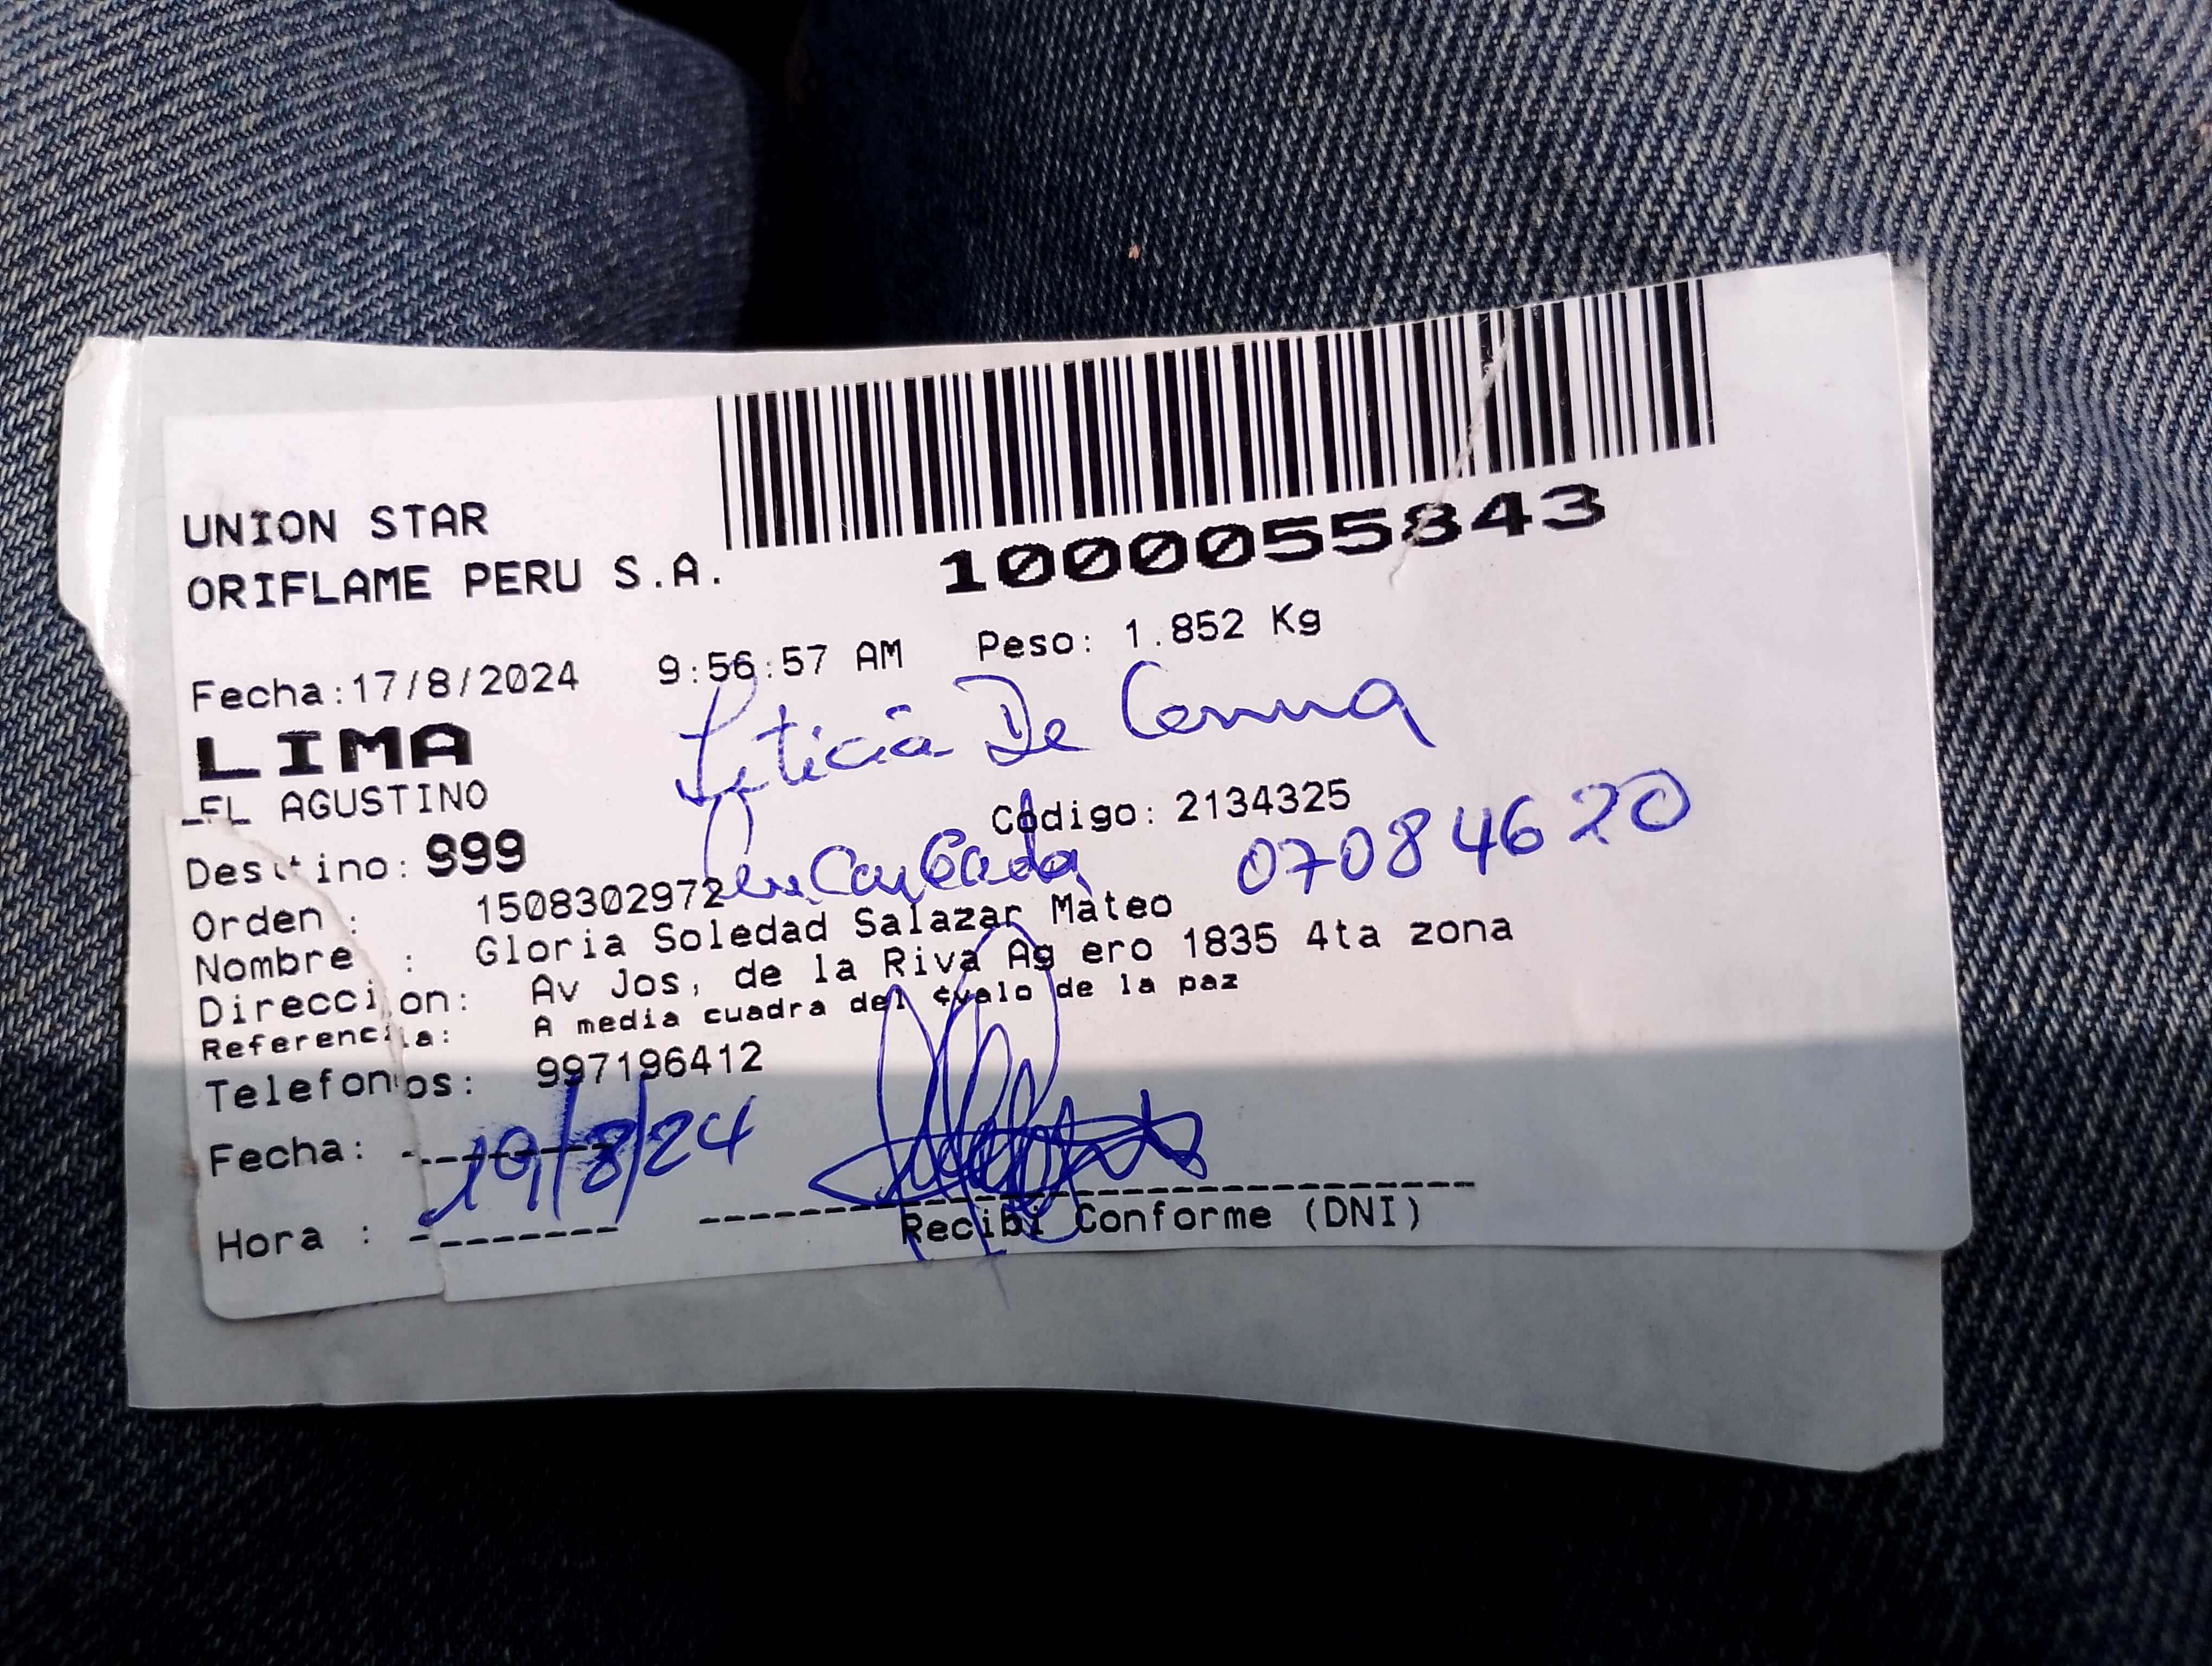 UNION STAR
ORIFLAME PERU S.A.
1000055843
Fecha:17/8/2024 9:56:57 AM Peso: 1.852 Kg
LIMA
Leticia De
EL AGUSTINO
Código: 2134325
Destino: 999
encargada 07084620
Orden : 1508302972
Nombre : Gloria Soledad Salazar Mateo
Direccion: Av Jos, de la Riva Ag ero 1835 4ta zona
Referencia: A media cuadra del ¢valo de la paz
Telefonos: 997196412
Fecha: 19/8/24
Hora :
Recibi Conforme (DNI)